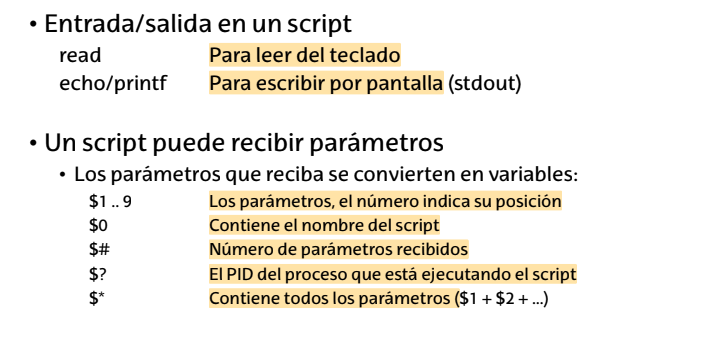 • Entrada/salida en un script
read Para leer del teclado
echo/printf Para escribir por pantalla (stdout)
• Un script puede recibir parámetros
• Los parámetros que reciba se convierten en variables:
$1 .. 9 Los parámetros, el número indica su posición
$0 Contiene el nombre del script
$# Número de parámetros recibidos
$? El PID del proceso que está ejecutando el script
$* Contiene todos los parámetros ($1 + $2 + ...)